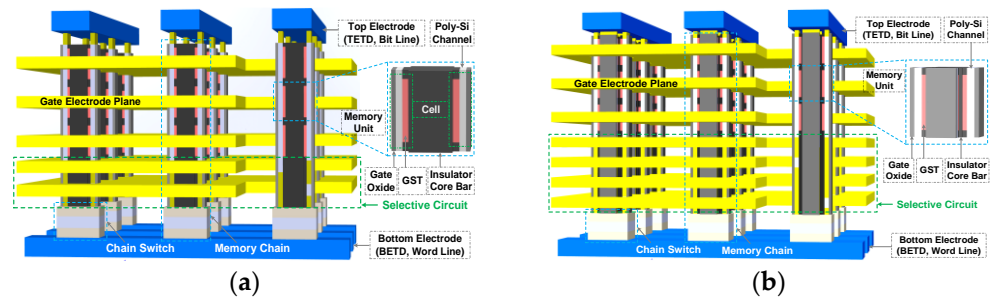 Top Electrode
(TETD, Bit Line)
Poly-Si
Channel
Gate Electrode Plane
Memory
Unit
Cell
Gate
Oxide
GST
Insulator
Core Bar
Selective Circuit
Chain Switch
Memory Chain
Bottom Electrode
(BETD, Word Line)
(a)
Top Electrode
(TETD, Bit Line)
Poly-Si
Channel
Gate Electrode Plane
Memory
Unit
Gate
Oxide
GST
Insulator
Core Bar
Selective Circuit
Chain Switch
Memory Chain
Bottom Electrode
(BETD, Word Line)
(b)